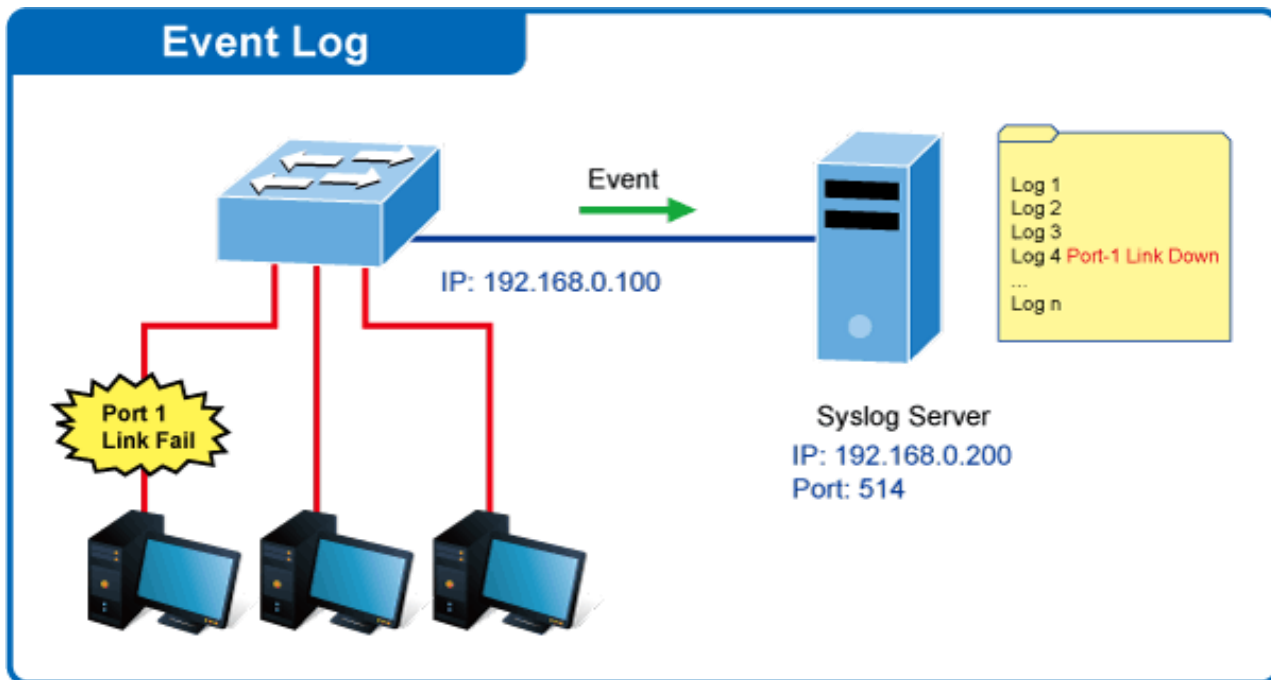 Event Log
Event
IP: 192.168.0.100
Port 1
Link Fail
Syslog Server
IP: 192.168.0.200
Port: 514
Log 1
Log 2
Log 3
Log 4 Port-1 Link Down
...
Log n